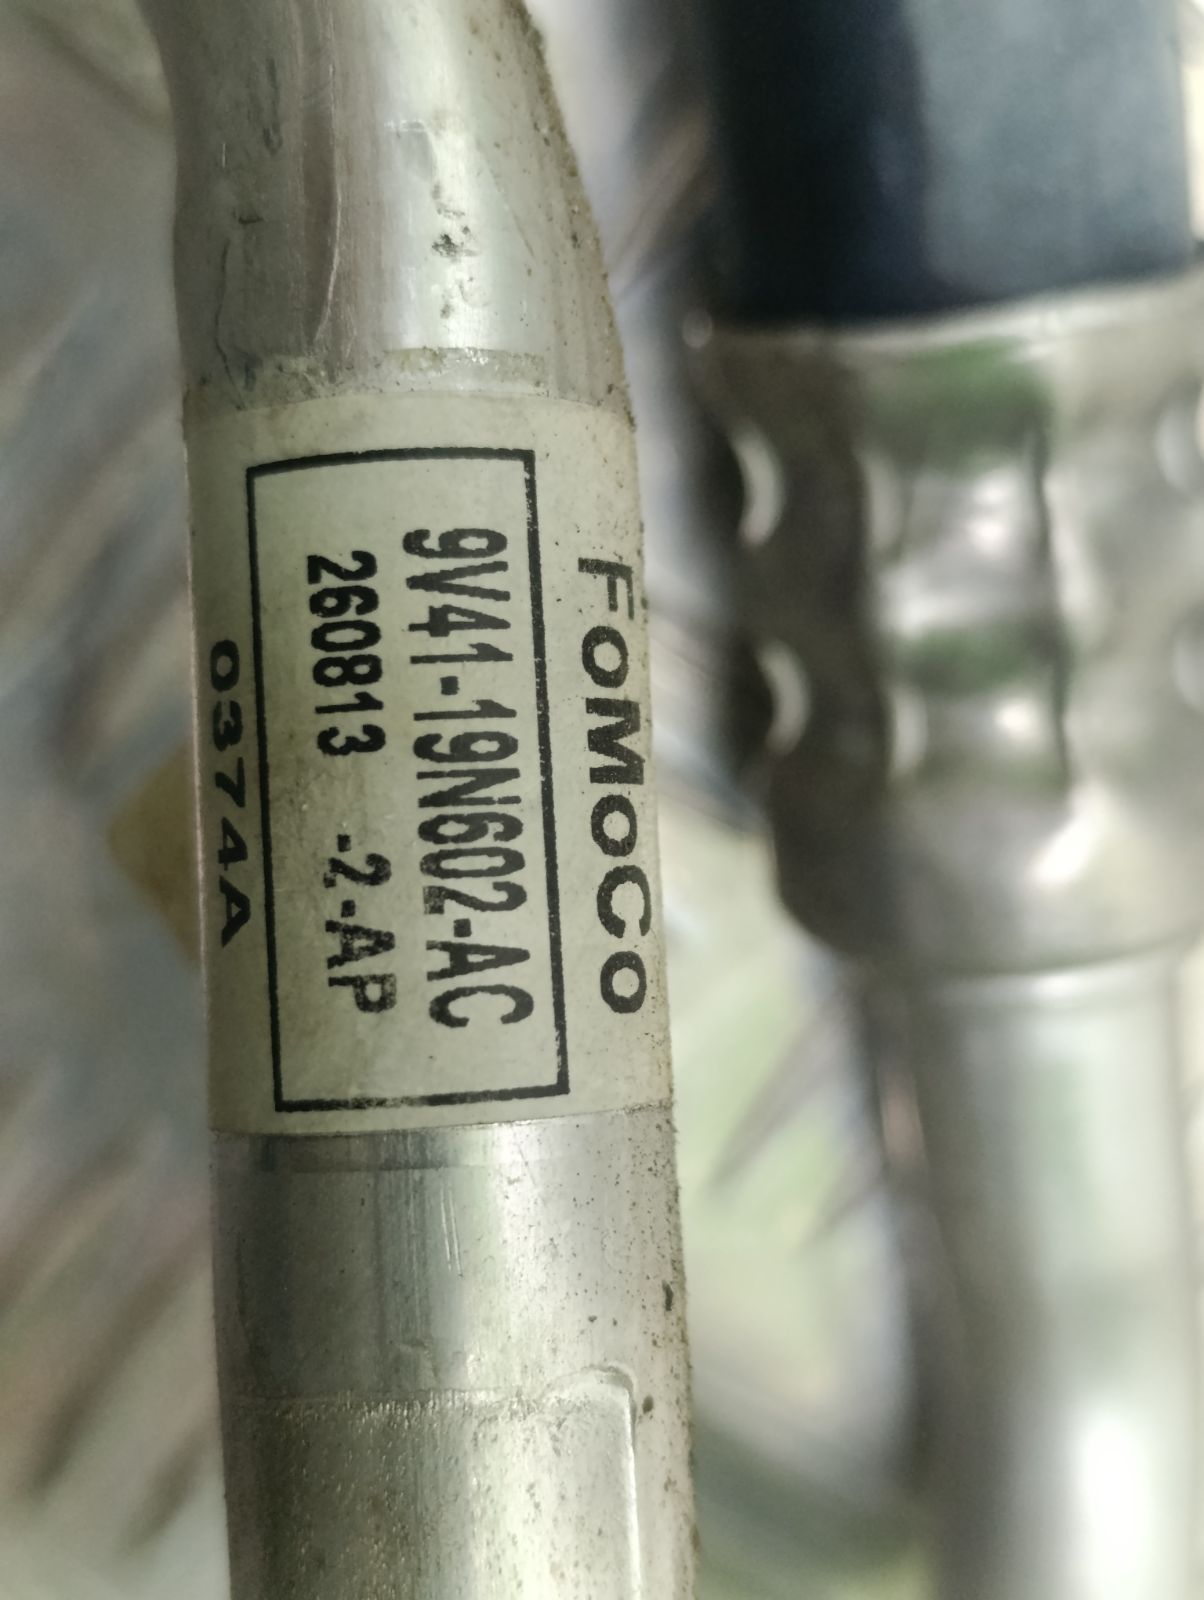 FoMoCo
9V41-19N602-AC
260813 -2-AP
0374A